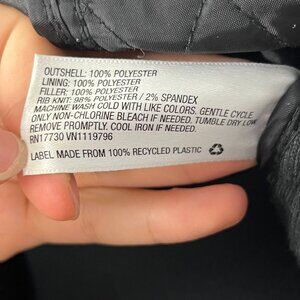 OUTSHELL: 100% POLYESTER
LINING: 100% POLYESTER
FILLER: 100% POLYESTER
RIB KNIT: 98% POLYESTER / 2% SPANDEX
MACHINE WASH COLD WITH LIKE COLORS. GENTLE CYCLE.
ONLY NON-CHLORINE BLEACH IF NEEDED. TUMBLE DRY LOW.
REMOVE PROMPTLY. COOL IRON IF NEEDED.
RN17730 VN1119796
LABEL MADE FROM 100% RECYCLED PLASTIC